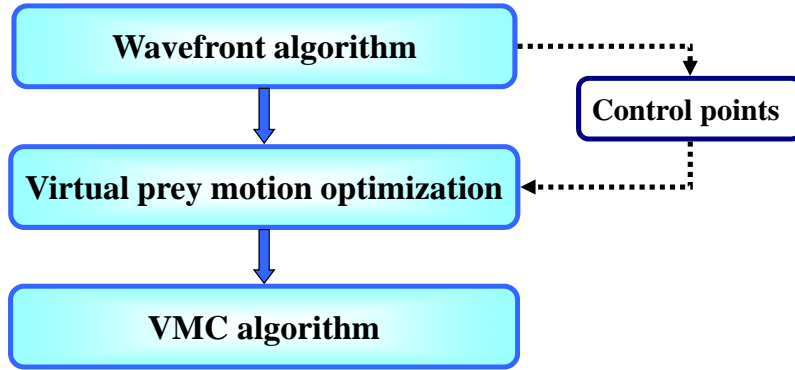 Wavefront algorithm
Control points
Virtual prey motion optimization
VMC algorithm